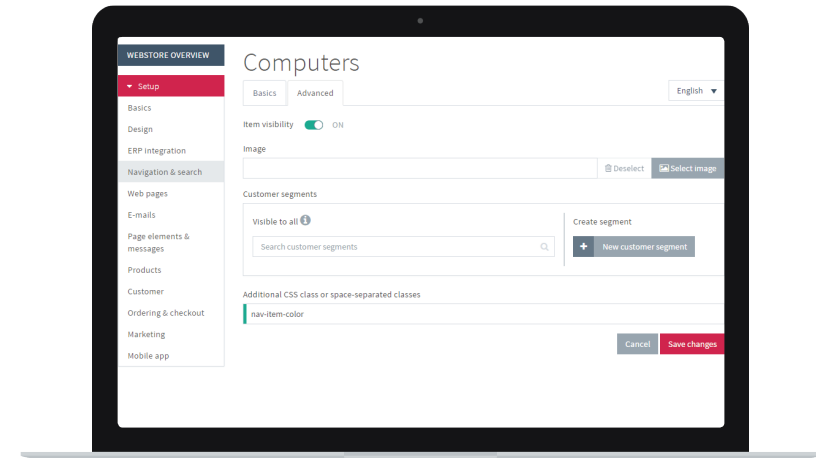 WEBSTORE OVERVIEW
Setup
Basics
Design
ERP integration
Navigation & search
Web pages
E-mails
Page elements &
messages
Products
Customer
Ordering & checkout
Marketing
Mobile app
Computers
Basics
Advanced
English
Item visibility
ON
Image
Deselect
Select image
Customer segments
Visible to all
Search customer segments
Create segment
New customer segment
Additional CSS class or space-separated classes
nav-item-color
Cancel
Save changes